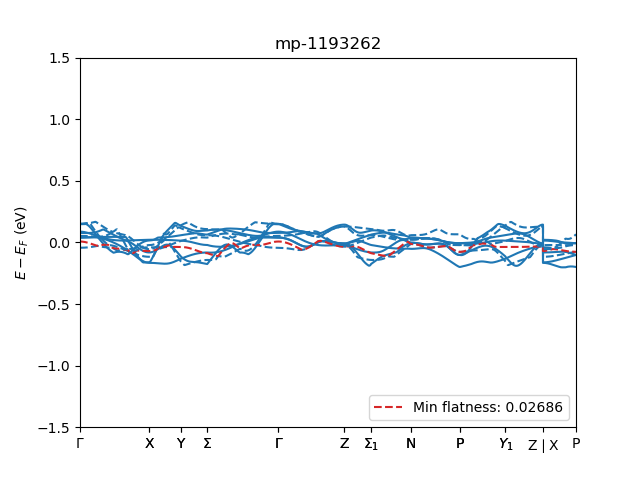 mp-1193262
1.5
1.0
0.5
0.0
−0.5
−1.0
−1.5
E − E_F (eV)
Min flatness: 0.02686
Γ X Y Σ Γ Z Σ₁ N P Y₁ Z | X P